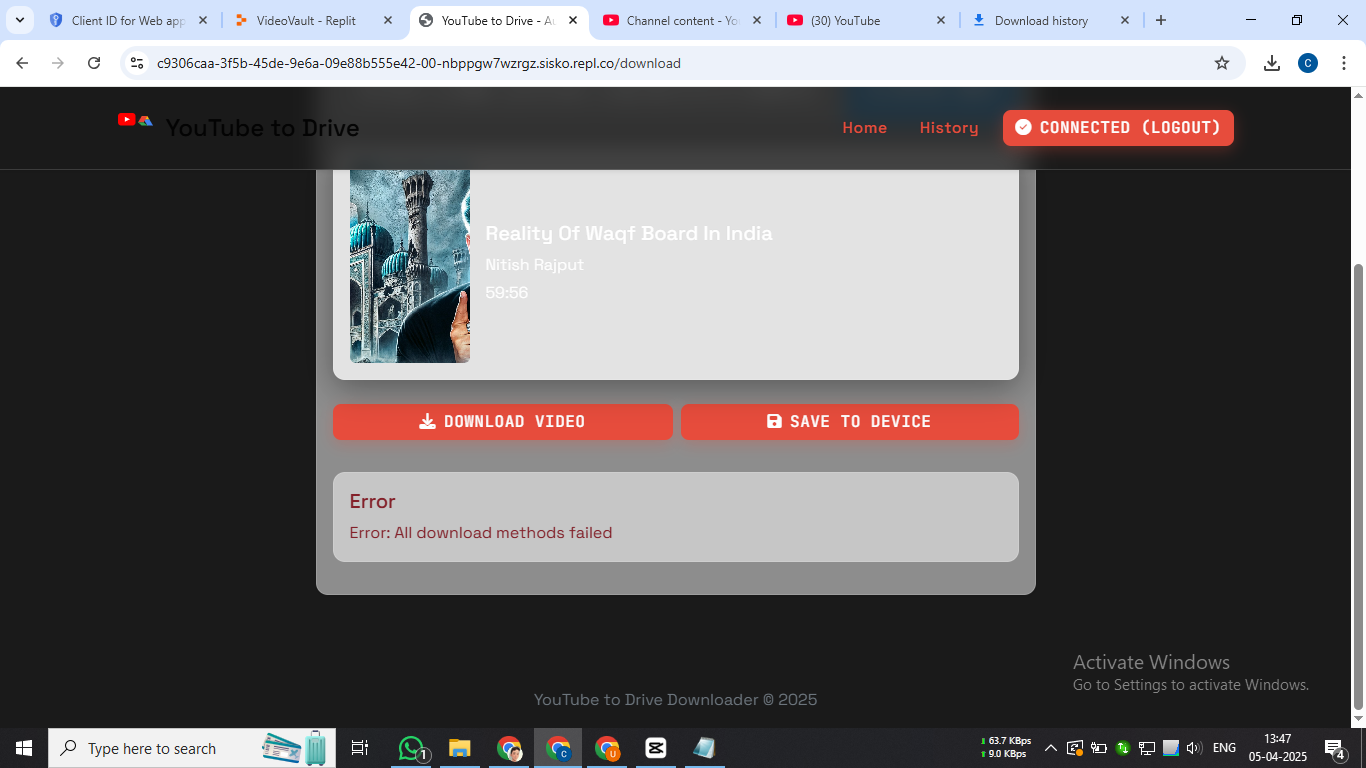 Client ID for Web app
VideoVault - Replit
YouTube to Drive - Au
Channel content - Yo
(30) YouTube
Download history
c9306caa-3f5b-45de-9e6a-09e88b555e42-00-nbppgw7wzrgz.sisko.repl.co/download
C
YouTube to Drive
Home
History
CONNECTED (LOGOUT)
Reality Of Waqf Board In India
Nitish Rajput
59:56
DOWNLOAD VIDEO
SAVE TO DEVICE
Error
Error: All download methods failed
Activate Windows
Go to Settings to activate Windows.
YouTube to Drive Downloader © 2025
Type here to search
1
C
U
63.7 KBps
9.0 KBps
ENG
13:47
05-04-2025
4